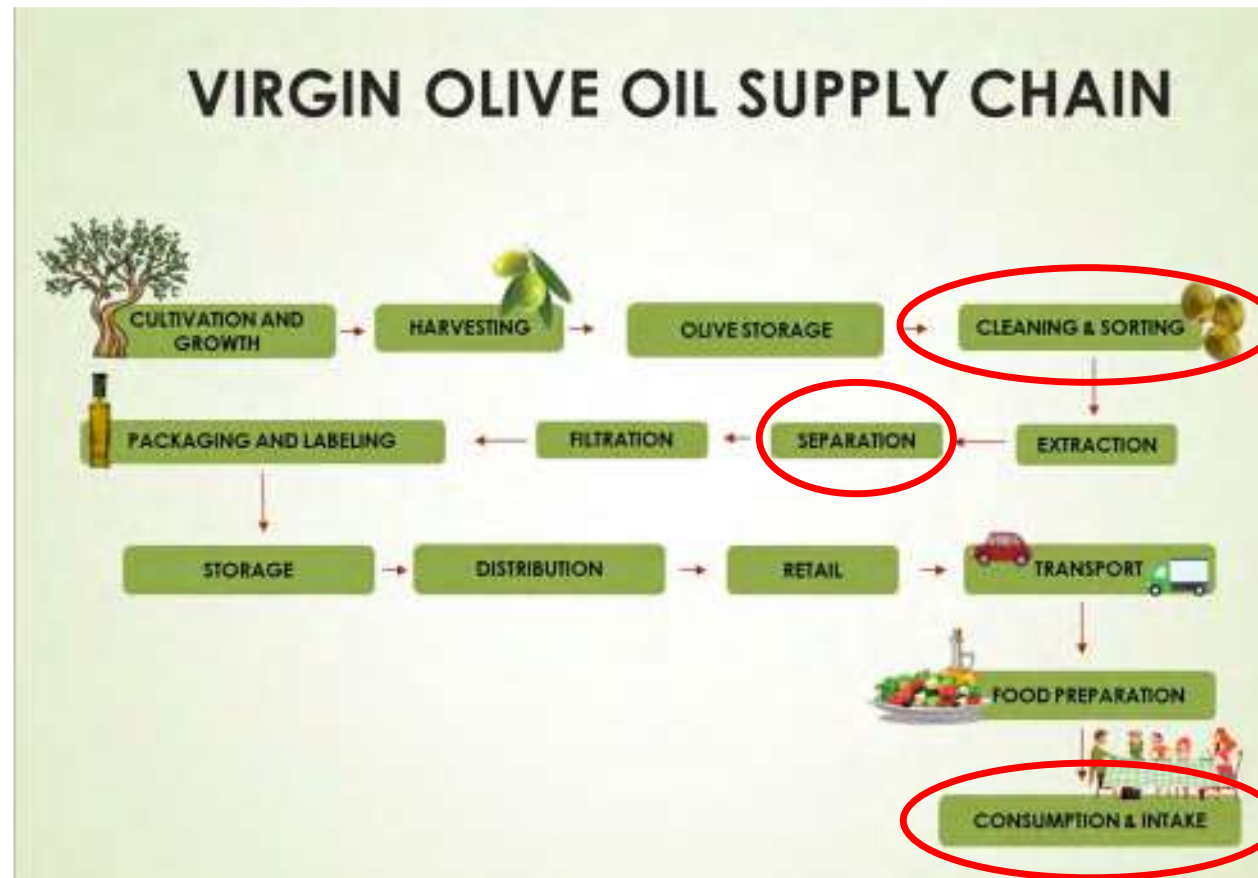 VIRGIN OLIVE OIL SUPPLY CHAIN
CULTIVATION AND
GROWTH
HARVESTING
OLIVE STORAGE
CLEANING & SORTING
EXTRACTION
SEPARATION
FILTRATION
PACKAGING AND LABELING
STORAGE
DISTRIBUTION
RETAIL
TRANSPORT
FOOD PREPARATION
CONSUMPTION & INTAKE